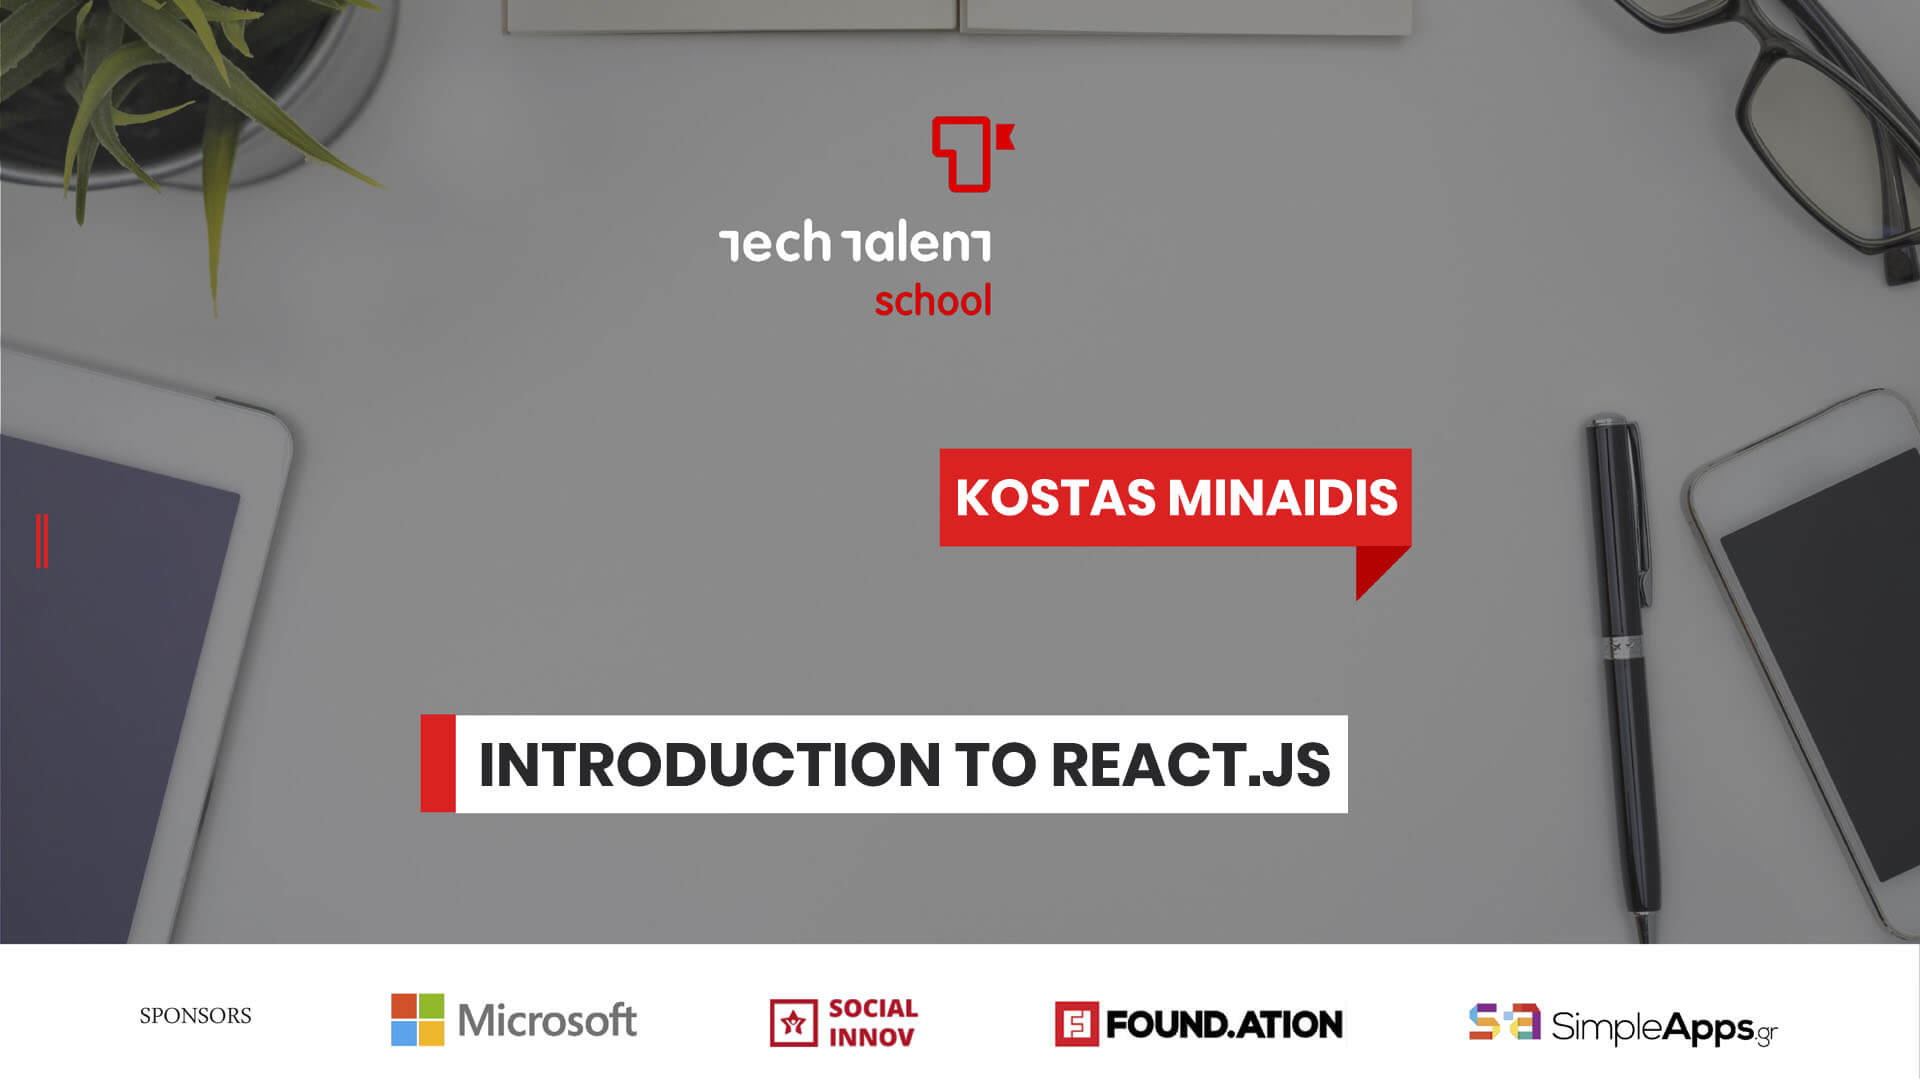 Tech Talent
school
KOSTAS MINAIDIS
INTRODUCTION TO REACT.JS
SPONSORS
Microsoft
SOCIAL
INNOV
FOUND.ATION
SimpleApps.gr